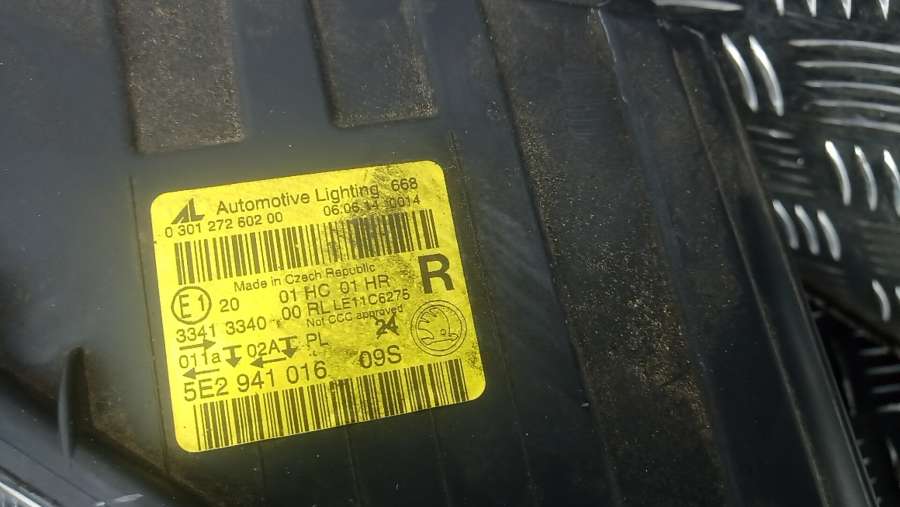 AL Automotive Lighting 668
0 301 272 602 00 06.06.14 0014
Made in Czech Republic
R
E1 20 01 HC 01 HR
00 RL LE11C6275
3341 3340 Not CCC approved
24
011a 02A PL
5E2 941 016 09S